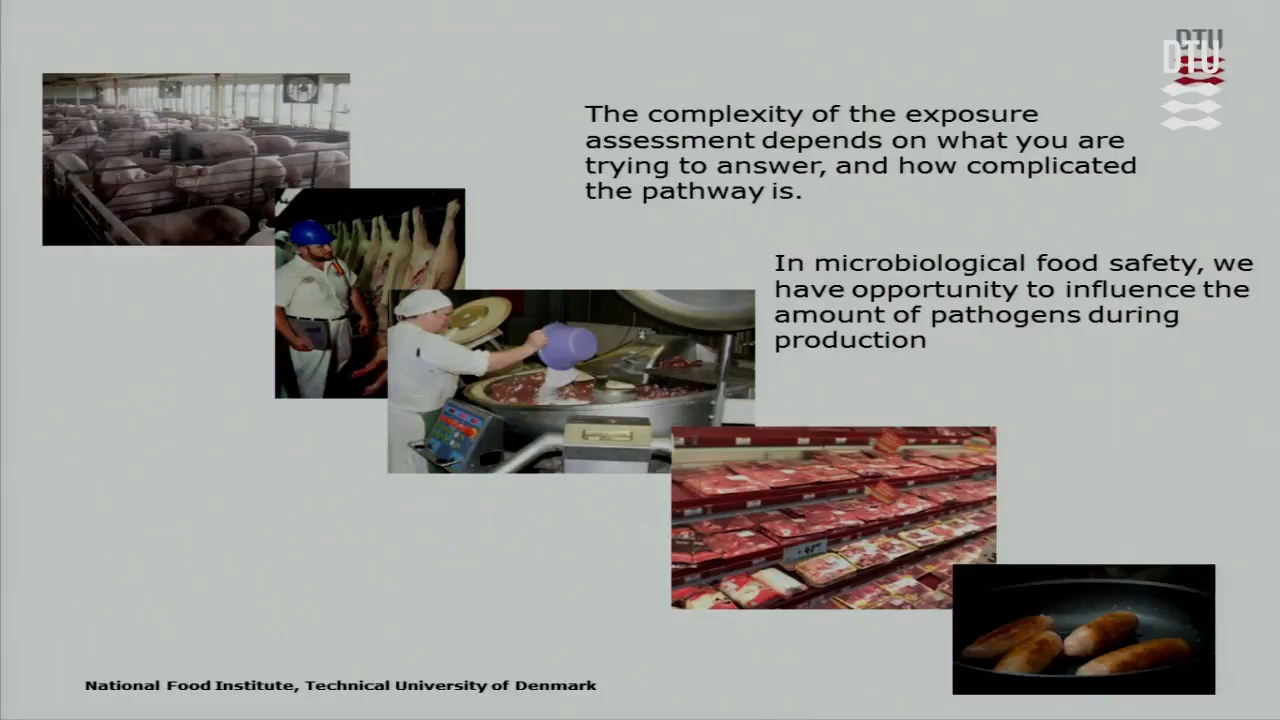 DTU
DTU
The complexity of the exposure
assessment depends on what you are
trying to answer, and how complicated
the pathway is.
In microbiological food safety, we
have opportunity to influence the
amount of pathogens during
production
National Food Institute, Technical University of Denmark